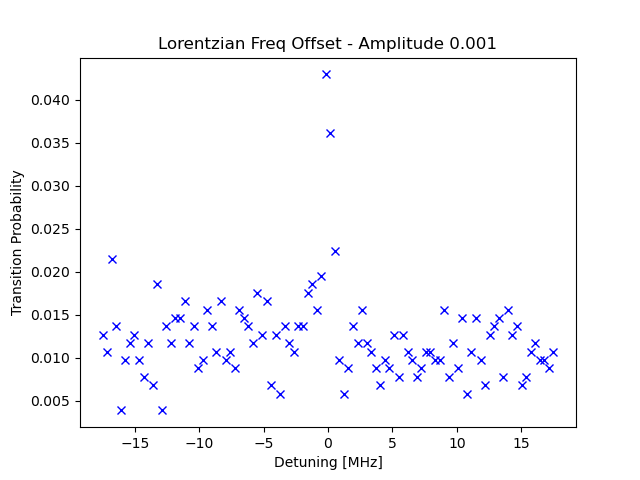 Lorentzian Freq Offset - Amplitude 0.001
0.040
0.035
0.030
0.025
0.020
0.015
0.010
0.005
Transition Probability
−15 −10 −5 0 5 10 15
Detuning [MHz]